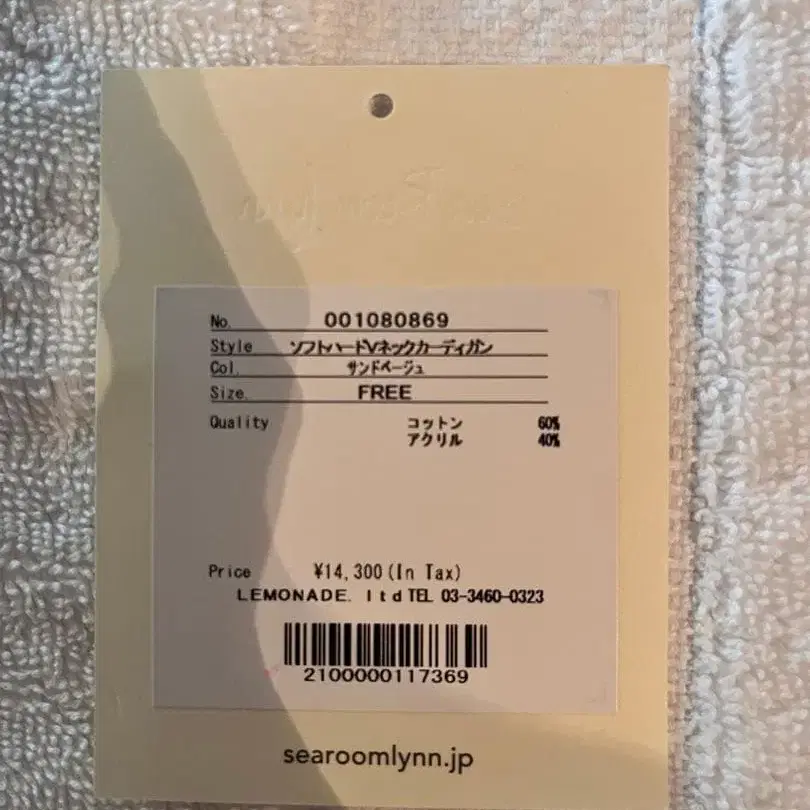 No. 001080869
Style ソフトハードVネックカーディガン
Col. サンドベージュ
Size. FREE
Quality コットン 60%
アクリル 40%
Price ¥14,300(In Tax)
LEMONADE. ltd TEL 03-3460-0323
2100000117369
searoomlynn.jp